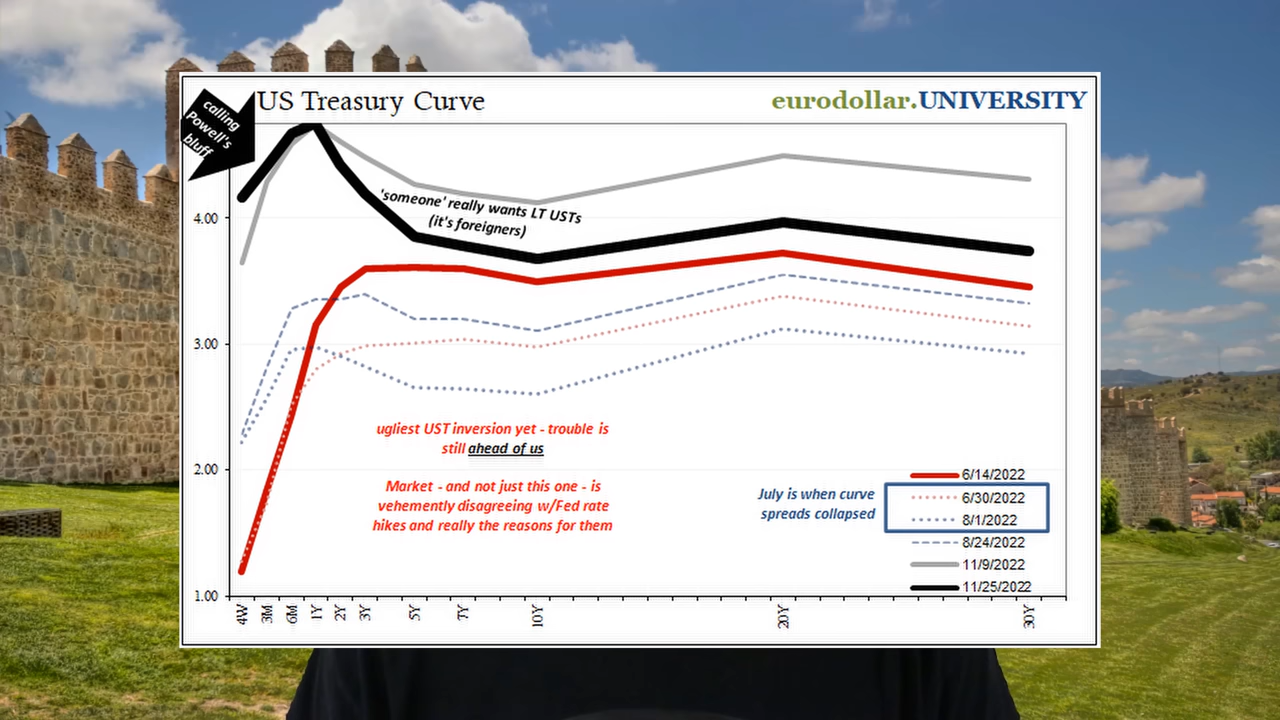 calling
Powell's
bluff
US Treasury Curve
eurodollar.UNIVERSITY
'someone' really wants LT USTs
(it's foreigners)
4.00
3.00
2.00
1.00
ugliest UST inversion yet - trouble is
still ahead of us
Market - and not just this one - is
vehemently disagreeing w/Fed rate
hikes and really the reasons for them
July is when curve
spreads collapsed
6/14/2022
6/30/2022
8/1/2022
8/24/2022
11/9/2022
11/25/2022
4W
3M
6M
1Y
2Y
3Y
5Y
7Y
10Y
20Y
30Y